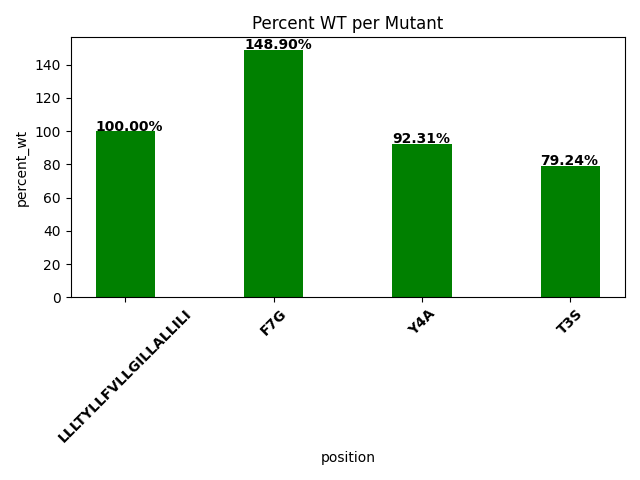 Percent WT per Mutant
percent_wt
140
120
100
80
60
40
20
0
100.00%
148.90%
92.31%
79.24%
LLLTYLLFVLLGILLALLILI
F7G
Y4A
T3S
position